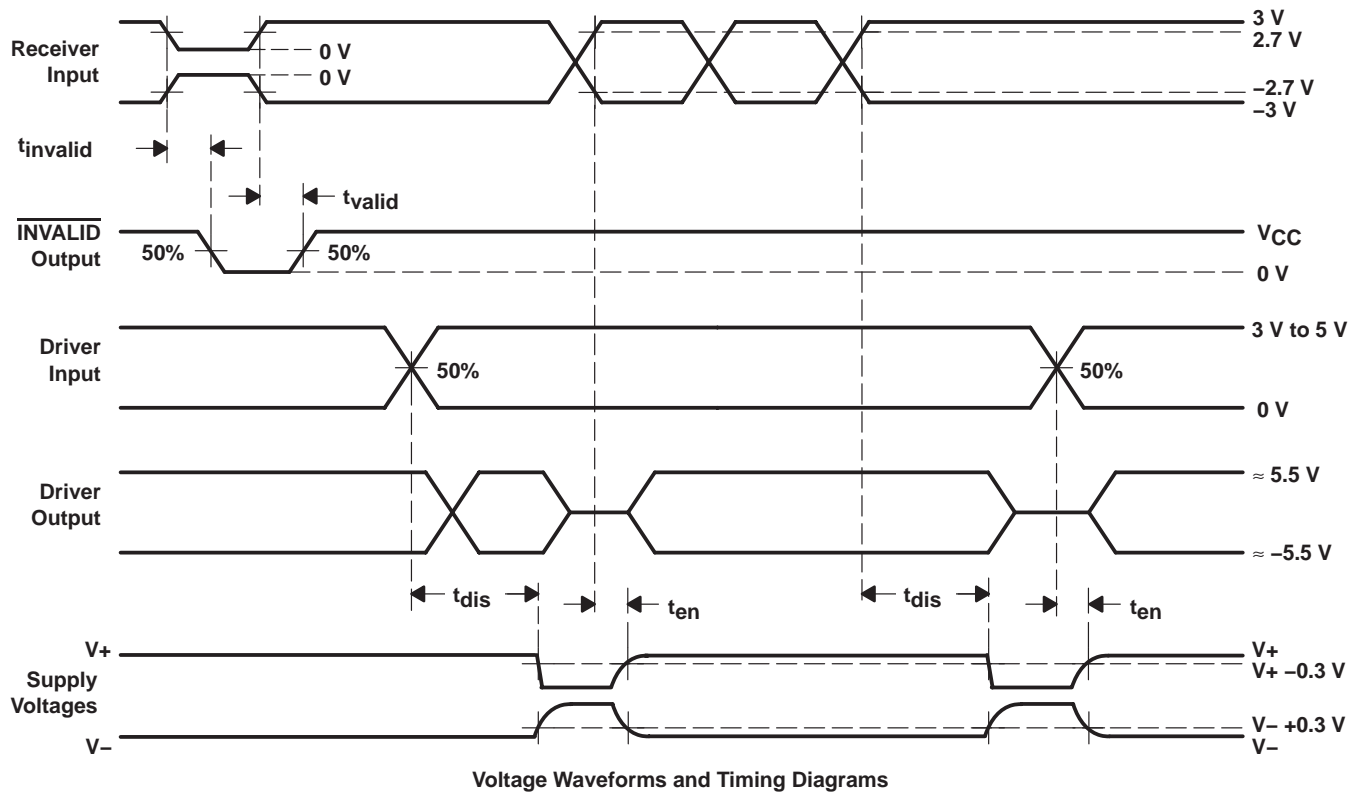 3 V
2.7 V
Receiver
Input
0 V
0 V
–2.7 V
–3 V
tinvalid
tvalid
INVALID
Output
50%
50%
VCC
0 V
Driver
Input
50%
50%
3 V to 5 V
0 V
Driver
Output
≈ 5.5 V
≈ –5.5 V
tdis
ten
tdis
ten
V+
Supply
Voltages
V–
V+
V+ –0.3 V
V– +0.3 V
V–
Voltage Waveforms and Timing Diagrams